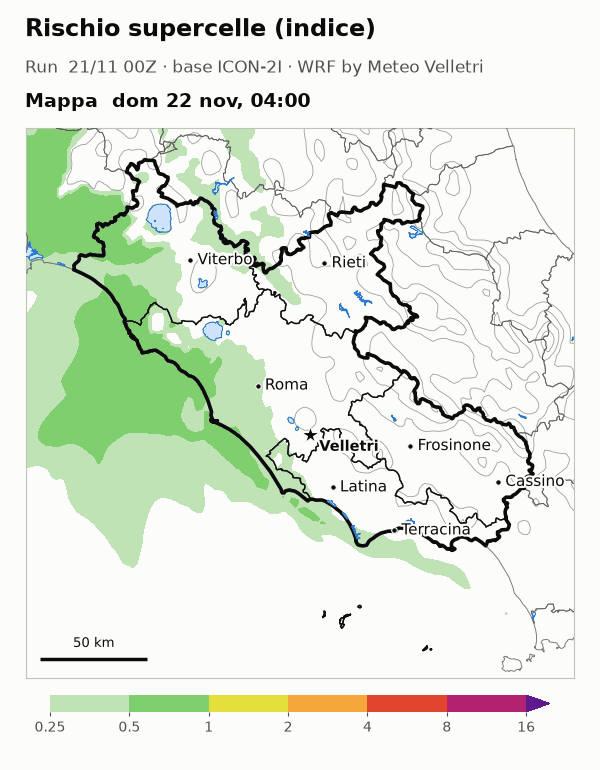 Rischio supercelle (indice)
Run  21/11 00Z · base ICON-2I · WRF by Meteo Velletri
Mappa  dom 22 nov, 04:00
Viterbo
Rieti
Roma
Velletri
Frosinone
Cassino
Latina
Terracina
50 km
0.25 0.5 1 2 4 8 16